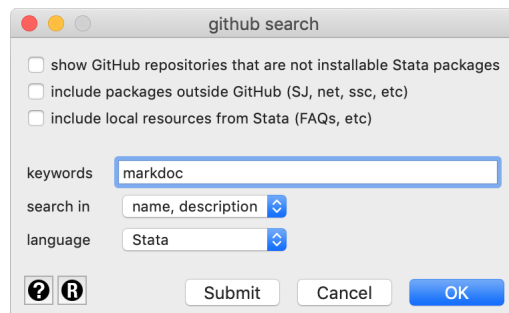 github search
show GitHub repositories that are not installable Stata packages
include packages outside GitHub (SJ, net, ssc, etc)
include local resources from Stata (FAQs, etc)
keywords markdoc
search in name, description
language Stata
? R Submit Cancel OK